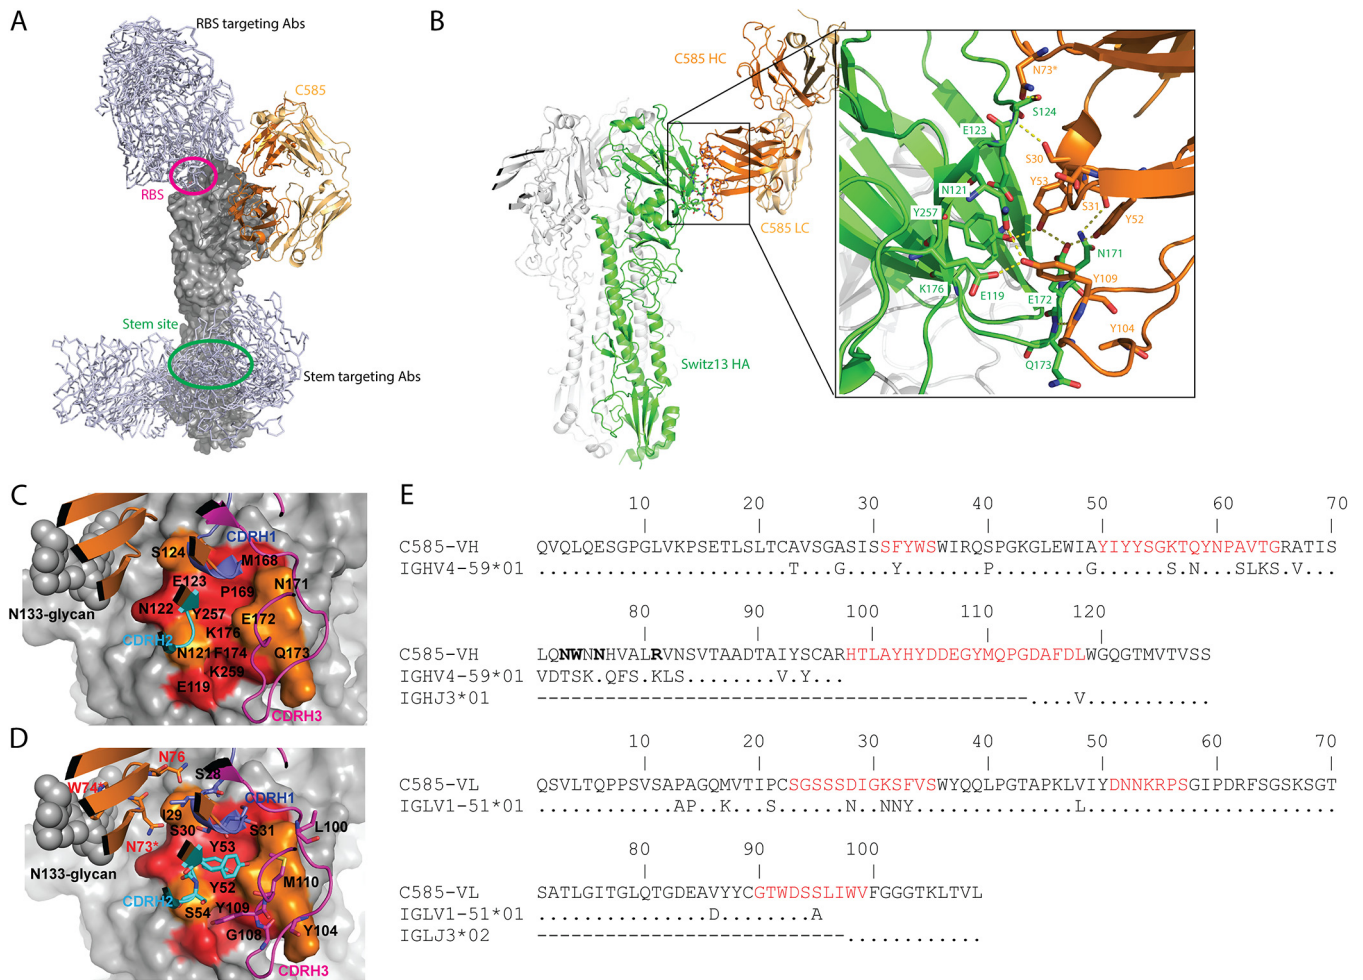 A
RBS targeting Abs
C585
RBS
Stem site
Stem targeting Abs
B
C585 HC
C585 LC
Switz13 HA
N73*
S124
E123
S30
Y53
N121
S31
Y257
Y52
N171
Y109
K176
E119
E172
Y104
Q173
C
CDRH1
S124
M168
E123
P169
N171
N122
Y257
E172
N133-glycan
K176
CDRH2
N121
F174
Q173
K259
E119
CDRH3
D
N76
S28
W74*
CDRH1
I29
S30
S31
L100
N73*
Y53
N133-glycan
Y52
M110
CDRH2
S54
Y109
Y104
G108
CDRH3
E
10 20 30 40 50 60 70
C585-VH QVQLQESGPGLVKPSETLSLTCAVSGASISSFYWSWIRQSPGKGLEWIAYIYYSGKTQYNPAVTGRATIS
IGHV4-59*01 ......................T...G....Y.......P........G......S.N...SLKS.V...
80 90 100 110 120
C585-VH LQNWNNHVALRVNSVTAADTAIYSCARHTLAYHYDDEGYMQPGDAFDLWGQGTMVTVSS
IGHV4-59*01 VDTSK.QFS.KLS........V.Y...
IGHJ3*01 -------------------------------------------....V...........
10 20 30 40 50 60 70
C585-VL QSVLTQPPSVSAPAGQMVTIPCSGSSSDIGKSFVSWYQQLPGTAPKLVIYDNNKRPSGIPDRFSGSKSGT
IGLV1-51*01 ............AP..K...S......N..NNY..............L......................
80 90 100
C585-VL SATLGITGLQTGDEAVYYCGTWDSSLIWVFGGGTKLTVL
IGLV1-51*01 ...............D........A
IGLJ3*02 ---------------------------............